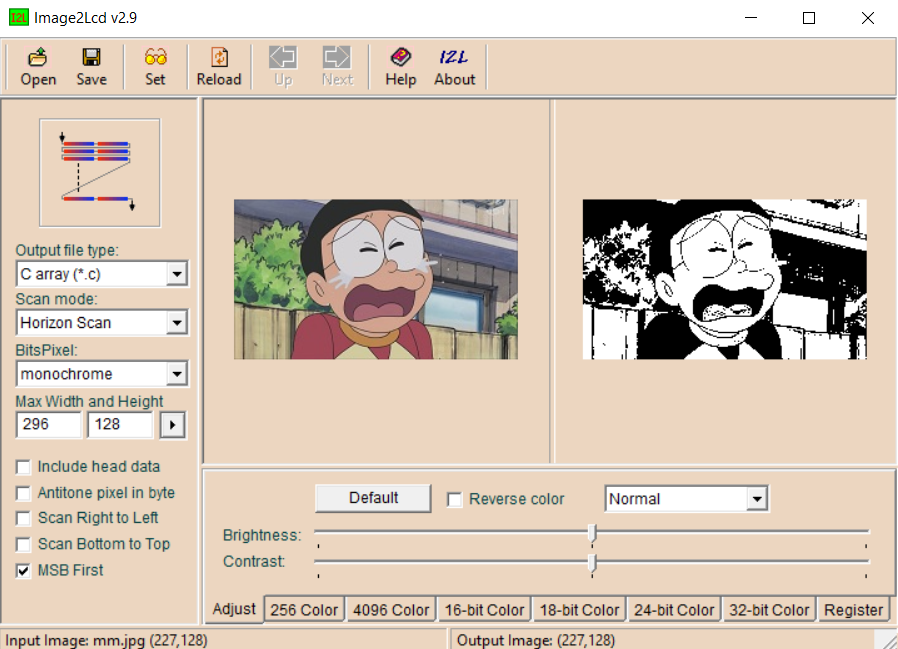 I2L Image2Lcd v2.9
Open Save Set Reload Up Next Help I2L About
Output file type:
C array (*.c)
Scan mode:
Horizon Scan
BitsPixel:
monochrome
Max Width and Height
296 128
Include head data
Antitone pixel in byte
Scan Right to Left
Scan Bottom to Top
MSB First
Default Reverse color Normal
Brightness:
Contrast:
Adjust 256 Color 4096 Color 16-bit Color 18-bit Color 24-bit Color 32-bit Color Register
Input Image: mm.jpg (227,128) Output Image: (227,128)